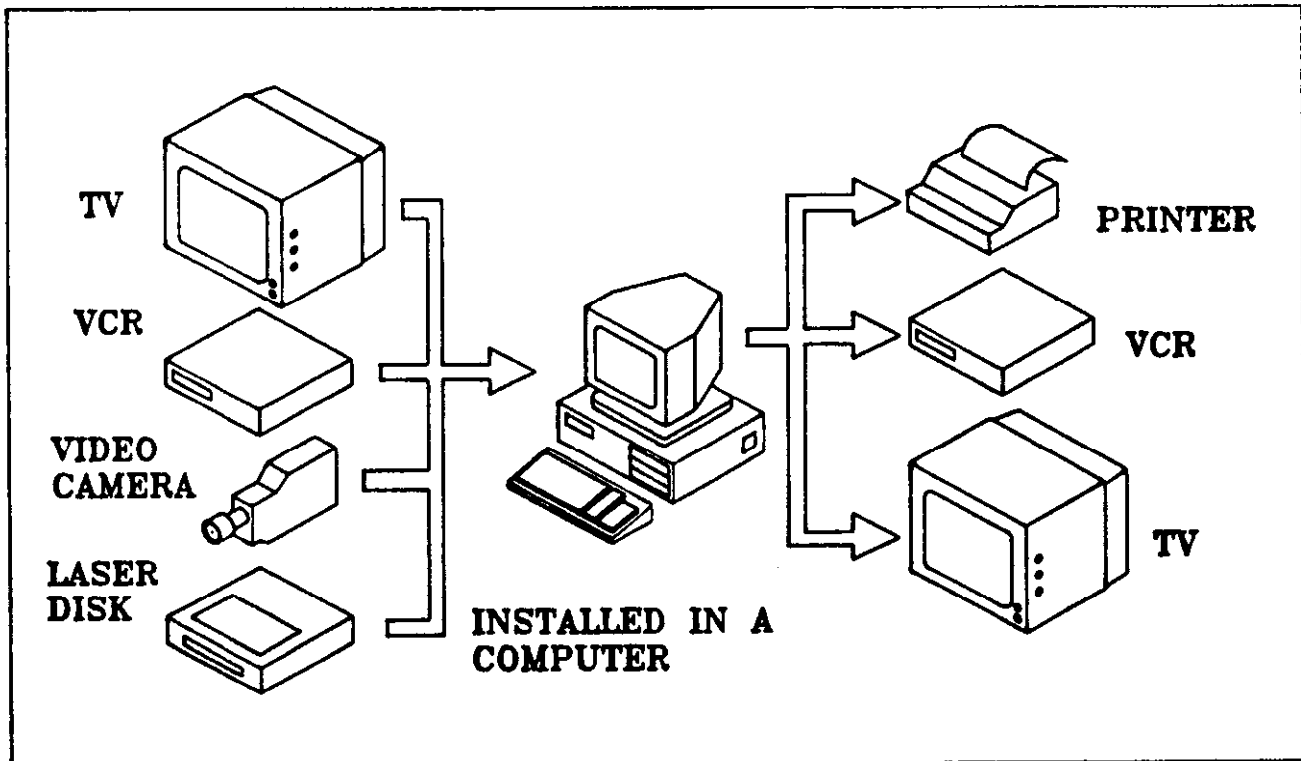 TV
VCR
VIDEO
CAMERA
LASER
DISK
INSTALLED IN A
COMPUTER
PRINTER
VCR
TV